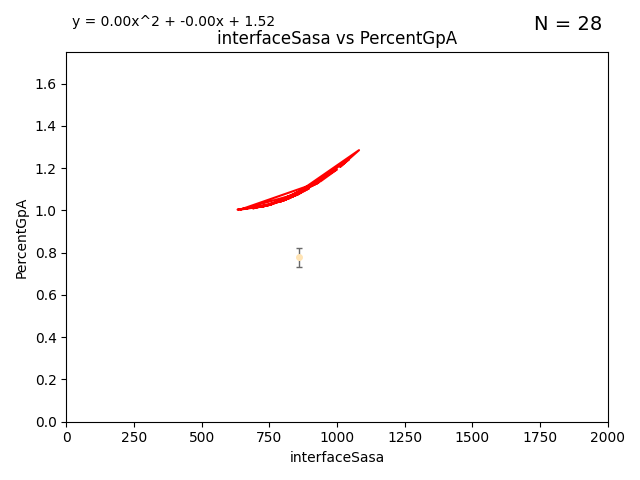 y = 0.00x^2 + -0.00x + 1.52
N = 28
interfaceSasa vs PercentGpA
PercentGpA
1.6
1.4
1.2
1.0
0.8
0.6
0.4
0.2
0.0
0 250 500 750 1000 1250 1500 1750 2000
interfaceSasa